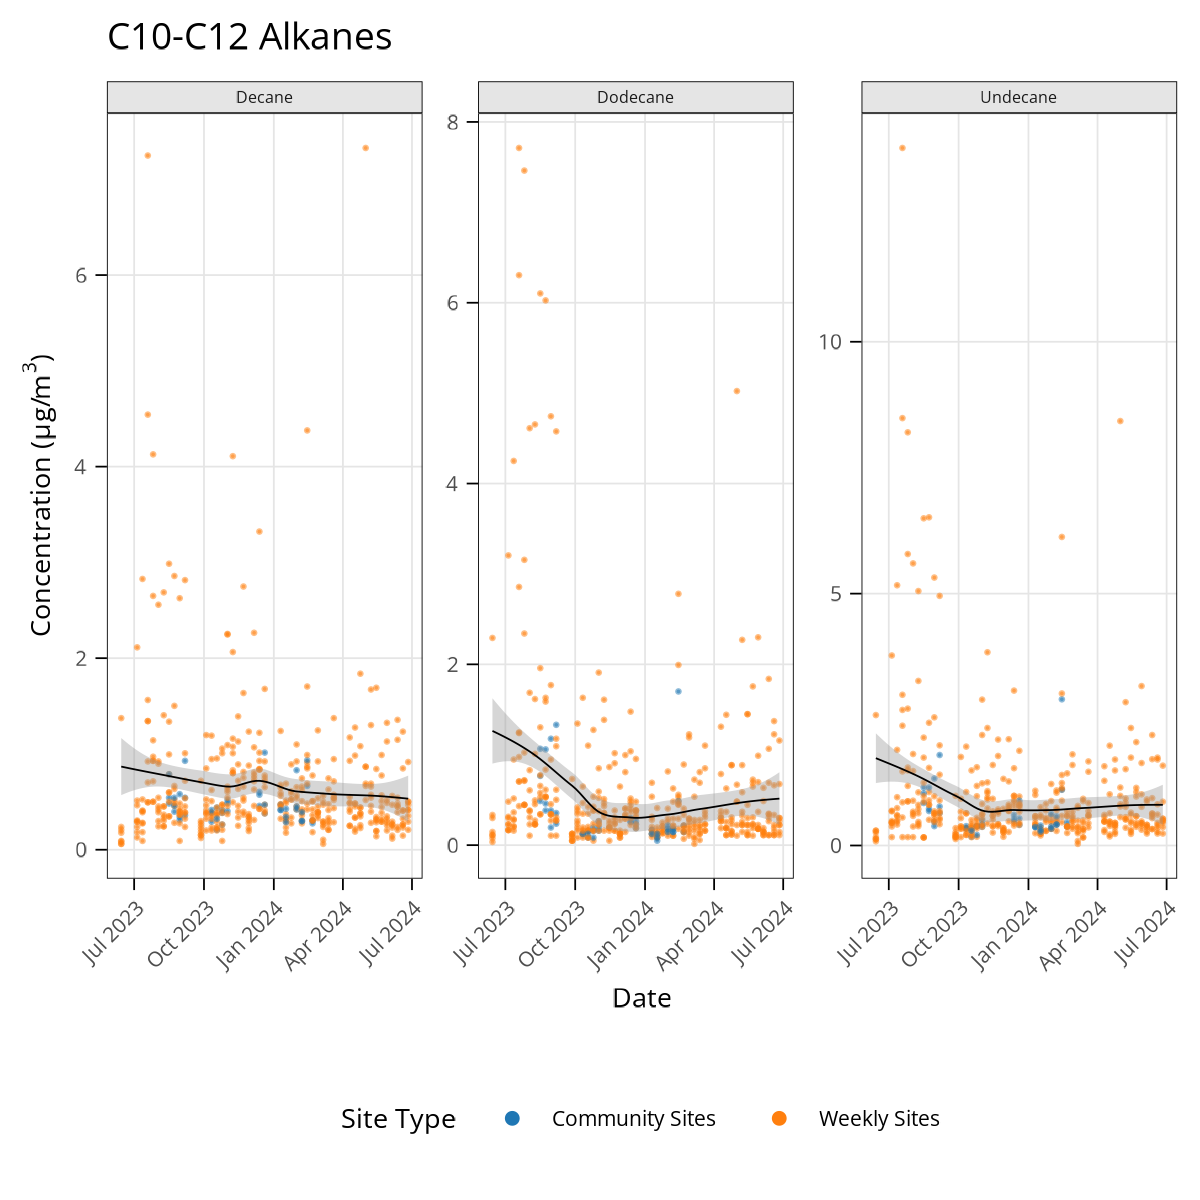 C10-C12 Alkanes
Decane
Dodecane
Undecane
Concentration (µg/m³)
0
2
4
6
0
2
4
6
8
0
5
10
Jul 2023
Oct 2023
Jan 2024
Apr 2024
Jul 2024
Jul 2023
Oct 2023
Jan 2024
Apr 2024
Jul 2024
Jul 2023
Oct 2023
Jan 2024
Apr 2024
Jul 2024
Date
Site Type
Community Sites
Weekly Sites